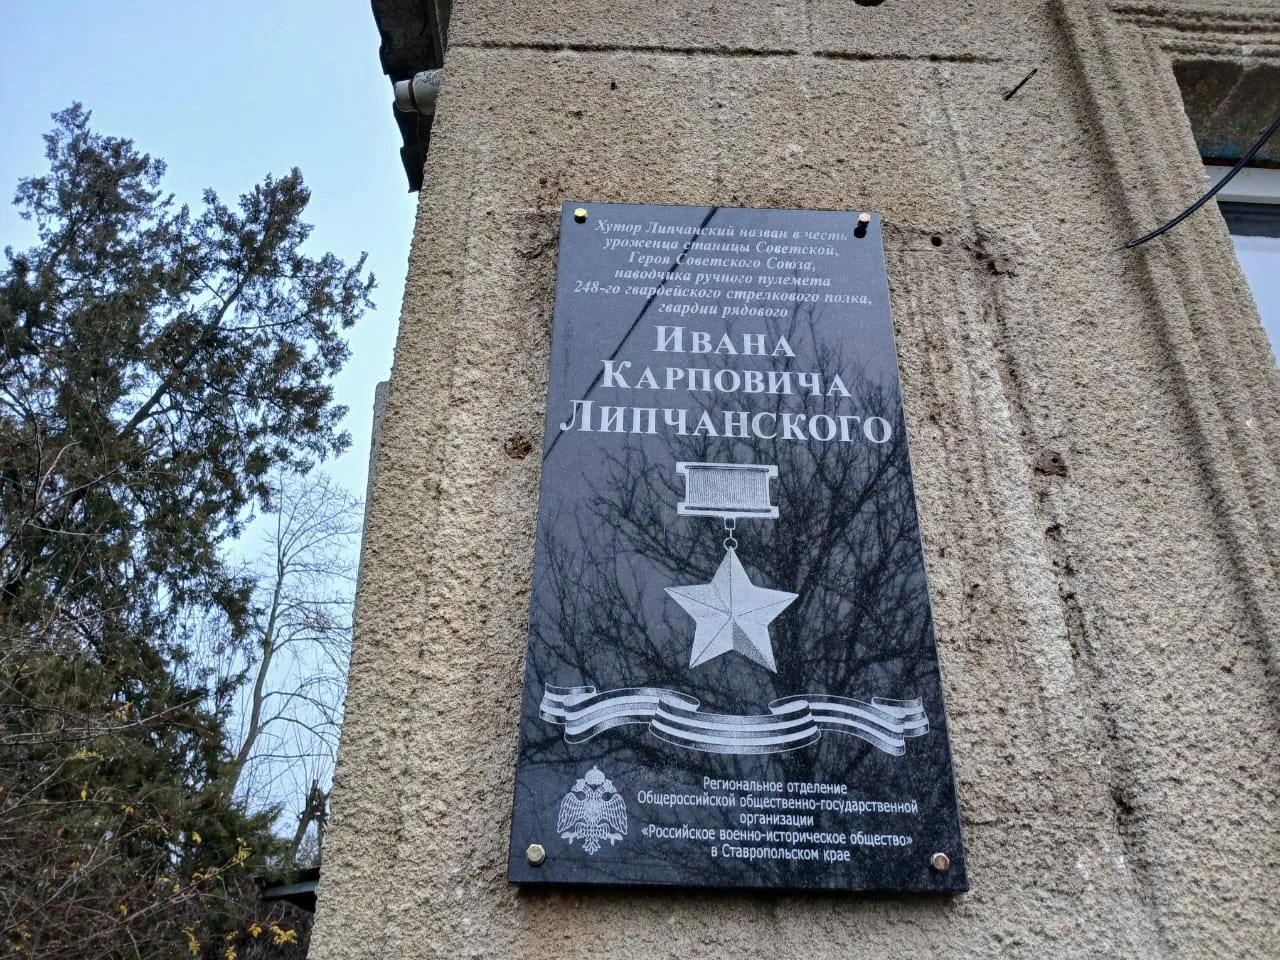 Хутор Липчанский назван в честь
уроженца станицы Советской,
Героя Советского Союза,
наводчика ручного пулемета
248-го гвардейского стрелкового полка,
гвардии рядового
Ивана
Карповича
Липчанского
Региональное отделение
Общероссийской общественно-государственной
организации
«Российское военно-историческое общество»
в Ставропольском крае